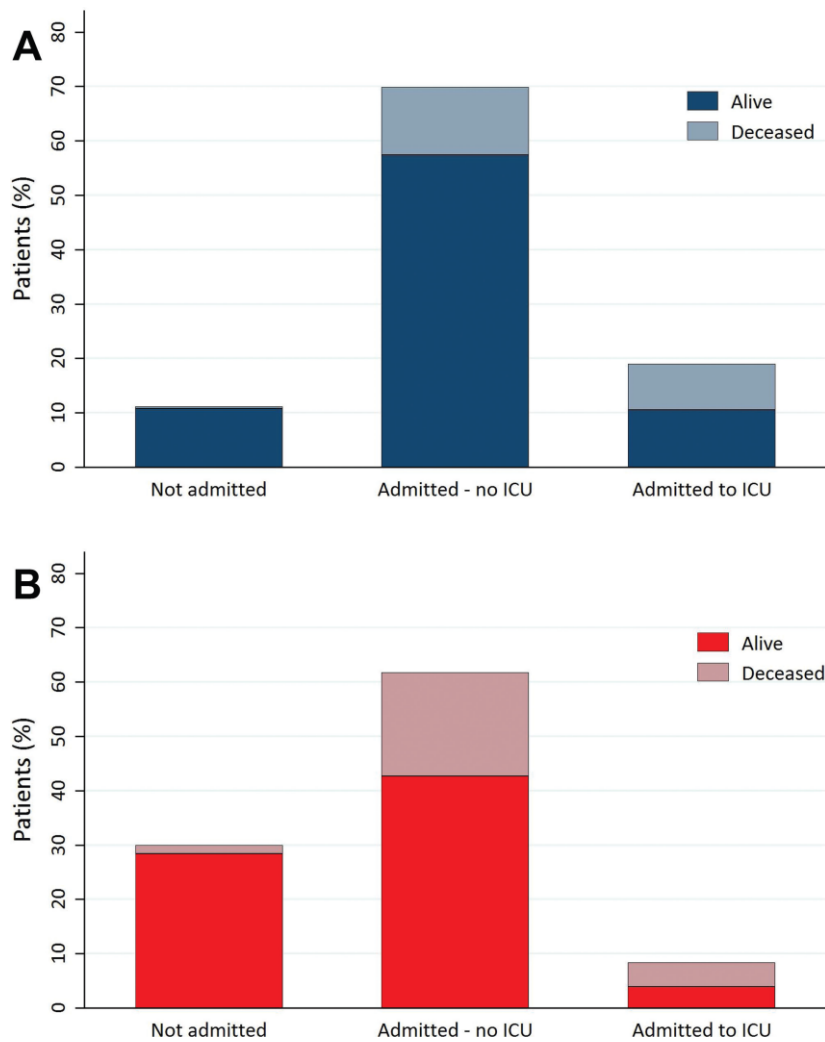 A
Patients (%)
80
70
60
50
40
30
20
10
0
Alive
Deceased
Not admitted
Admitted - no ICU
Admitted to ICU
B
Patients (%)
80
70
60
50
40
30
20
10
0
Alive
Deceased
Not admitted
Admitted - no ICU
Admitted to ICU